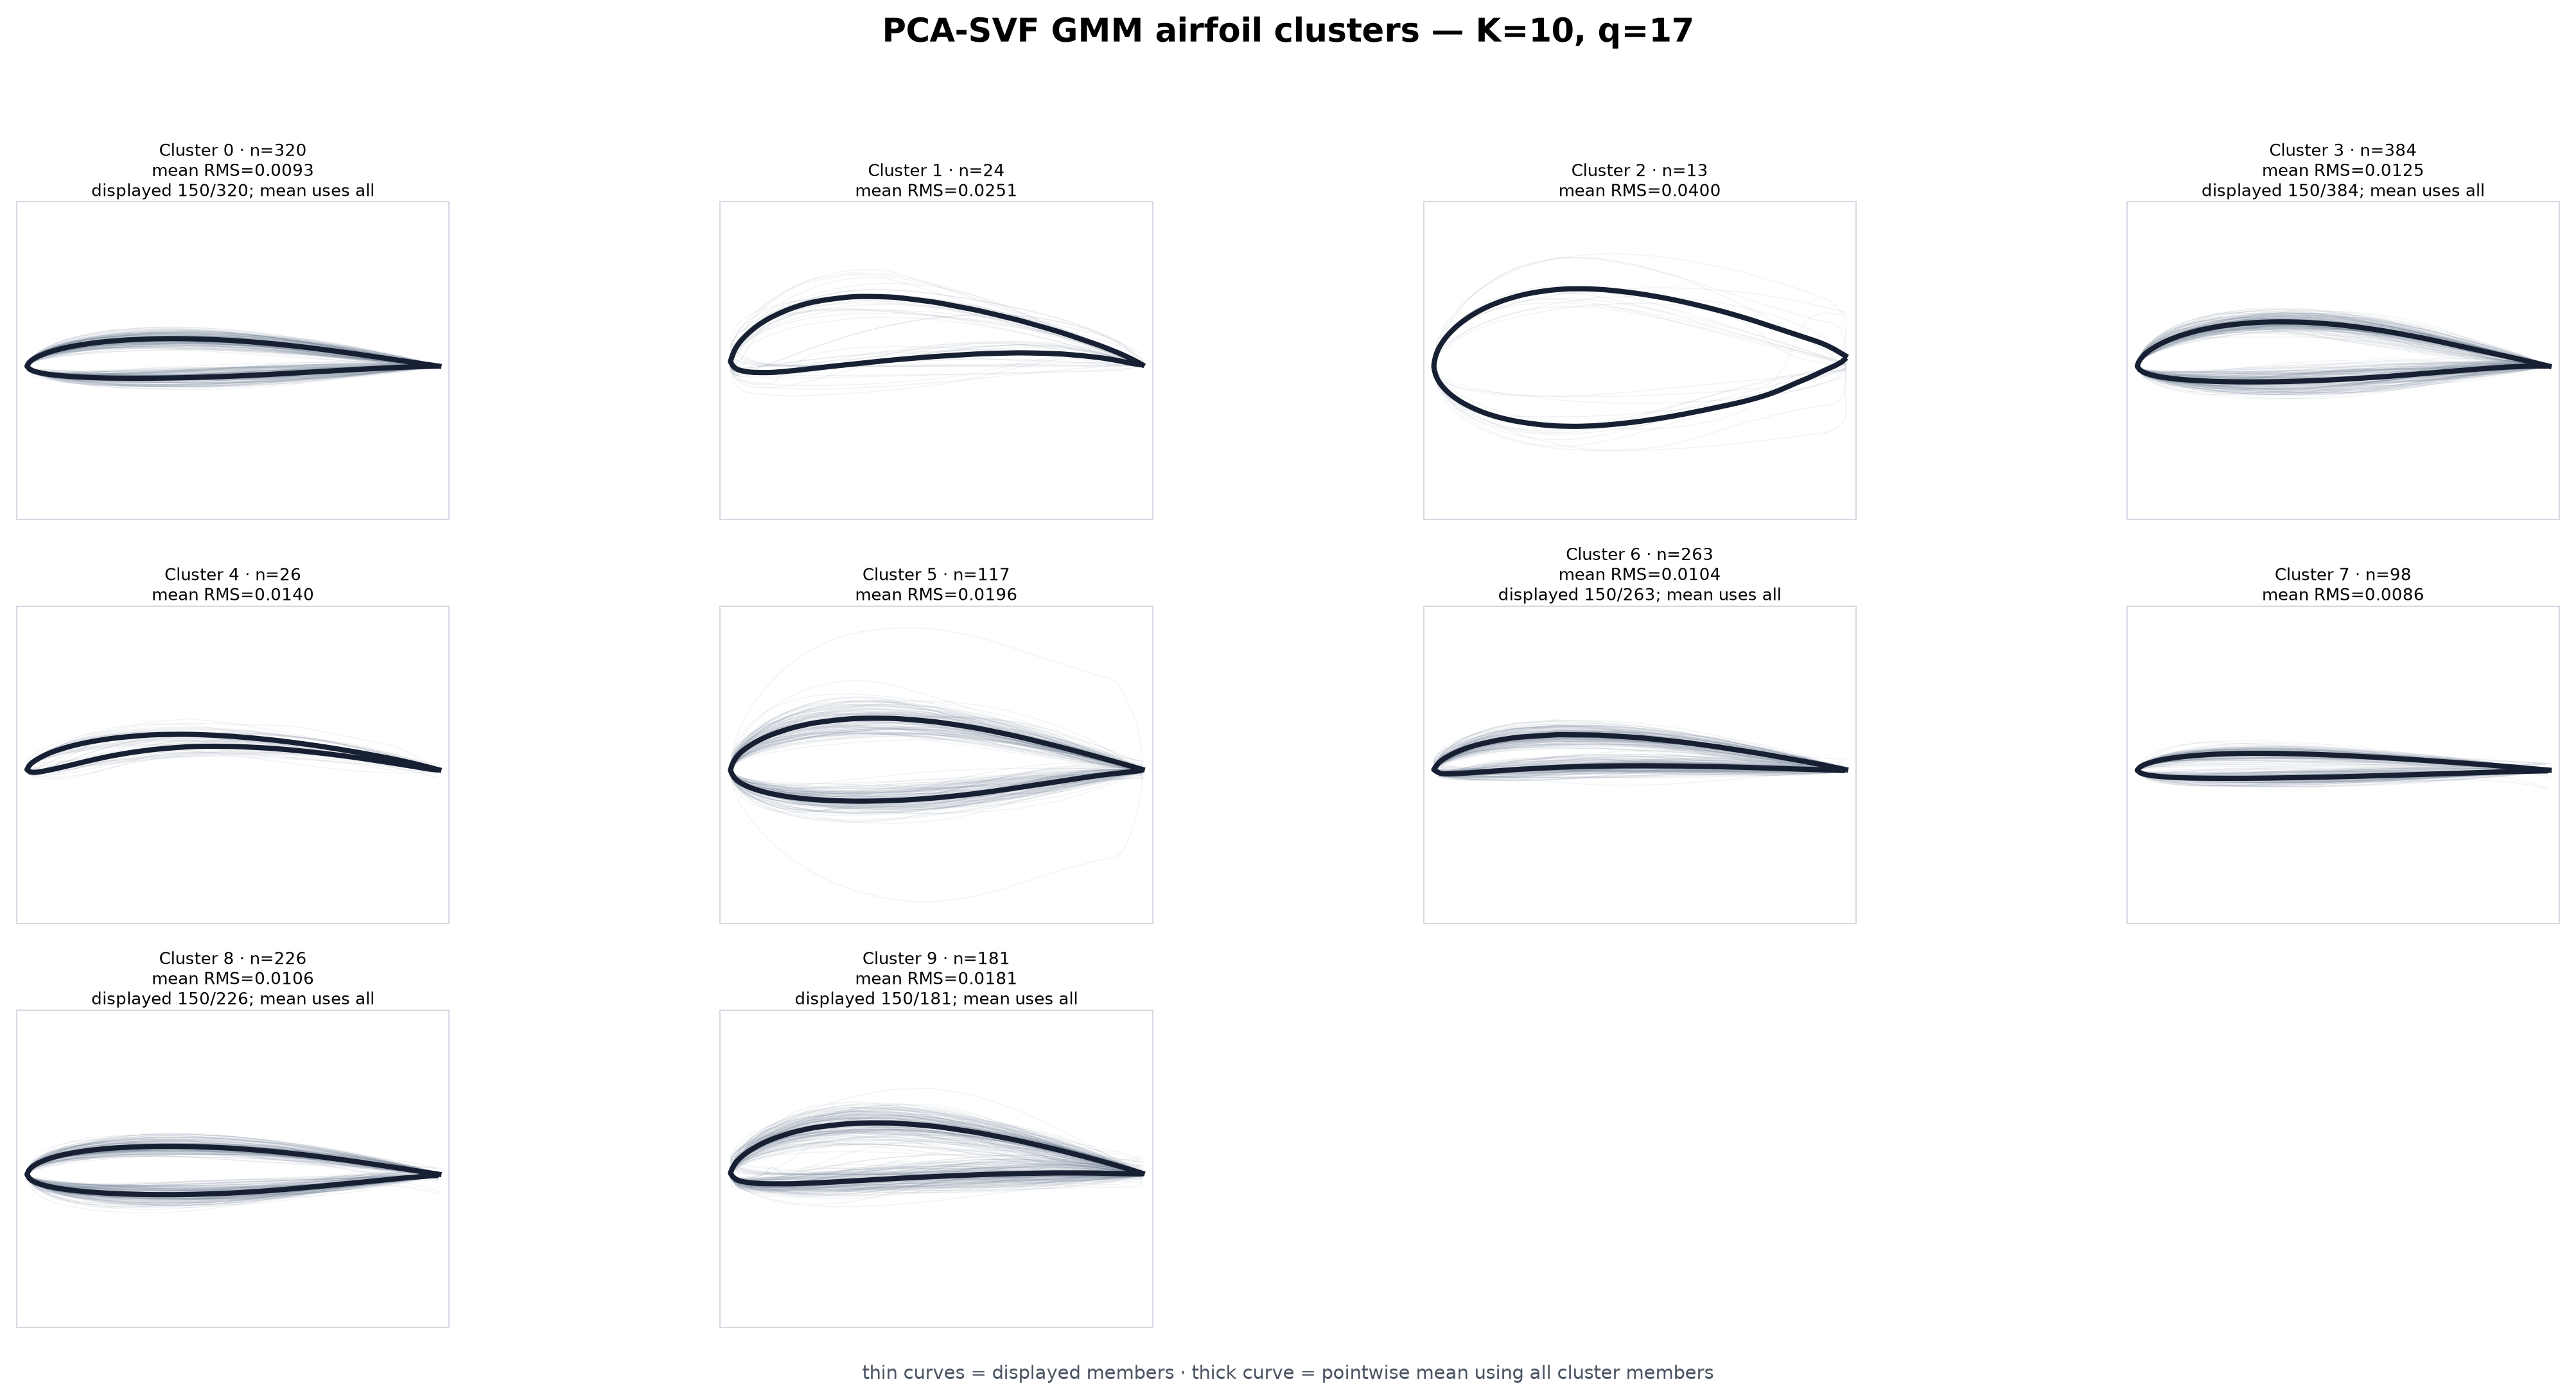 PCA-SVF GMM airfoil clusters — K=10, q=17
Cluster 0 · n=320
mean RMS=0.0093
displayed 150/320; mean uses all
Cluster 1 · n=24
mean RMS=0.0251
Cluster 2 · n=13
mean RMS=0.0400
Cluster 3 · n=384
mean RMS=0.0125
displayed 150/384; mean uses all
Cluster 4 · n=26
mean RMS=0.0140
Cluster 5 · n=117
mean RMS=0.0196
Cluster 6 · n=263
mean RMS=0.0104
displayed 150/263; mean uses all
Cluster 7 · n=98
mean RMS=0.0086
Cluster 8 · n=226
mean RMS=0.0106
displayed 150/226; mean uses all
Cluster 9 · n=181
mean RMS=0.0181
displayed 150/181; mean uses all
thin curves = displayed members · thick curve = pointwise mean using all cluster members